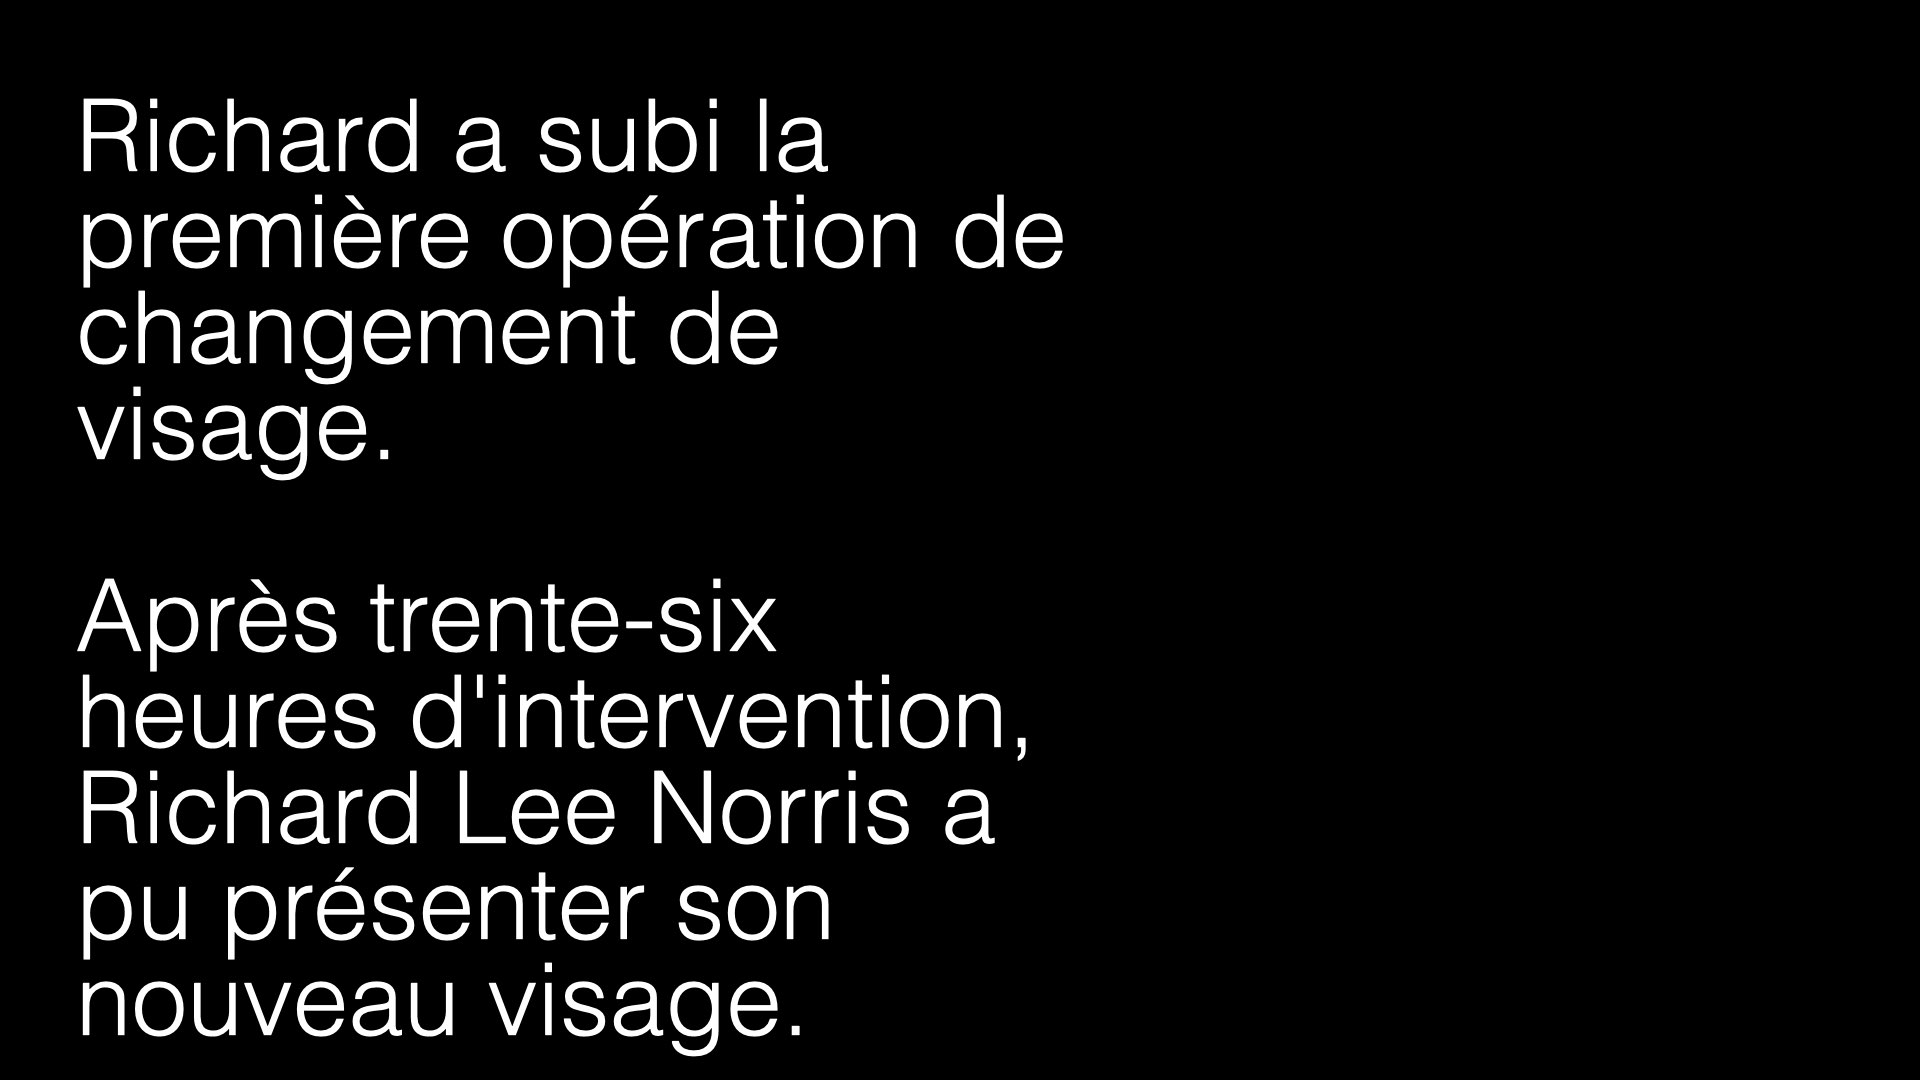 Richard a subi la
première opération de
changement de
visage.
Après trente-six
heures d'intervention,
Richard Lee Norris a
pu présenter son
nouveau visage.